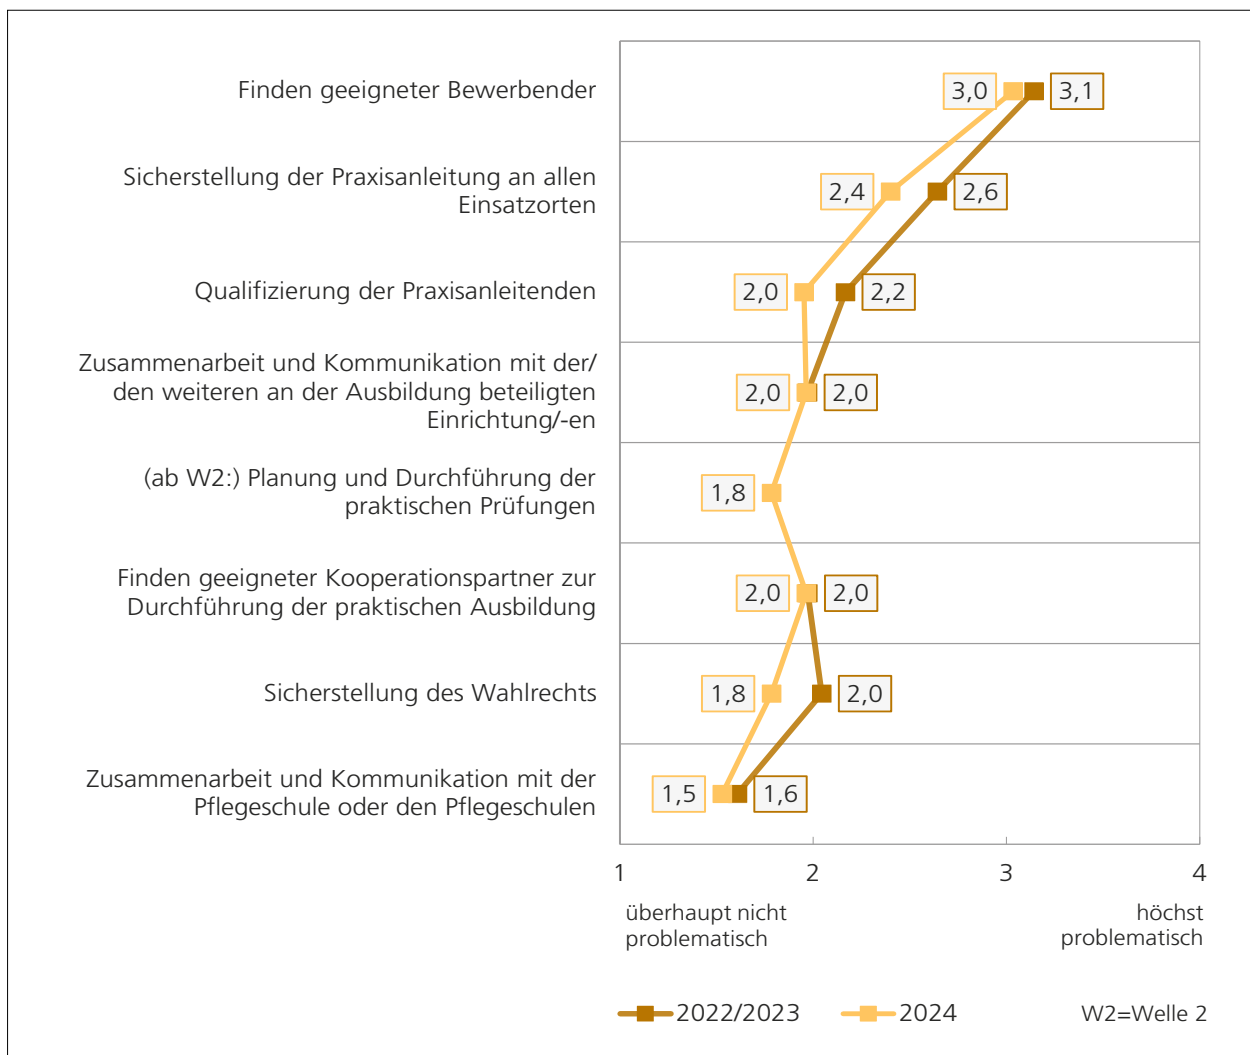 Finden geeigneter Bewerbender
3,0
3,1
Sicherstellung der Praxisanleitung an allen
Einsatzorten
2,4
2,6
Qualifizierung der Praxisanleitenden
2,0
2,2
Zusammenarbeit und Kommunikation mit der/
den weiteren an der Ausbildung beteiligten
Einrichtung/-en
2,0
2,0
(ab W2:) Planung und Durchführung der
praktischen Prüfungen
1,8
Finden geeigneter Kooperationspartner zur
Durchführung der praktischen Ausbildung
2,0
2,0
Sicherstellung des Wahlrechts
1,8
2,0
Zusammenarbeit und Kommunikation mit der
Pflegeschule oder den Pflegeschulen
1,5
1,6
1
2
3
4
überhaupt nicht
problematisch
höchst
problematisch
2022/2023
2024
W2=Welle 2